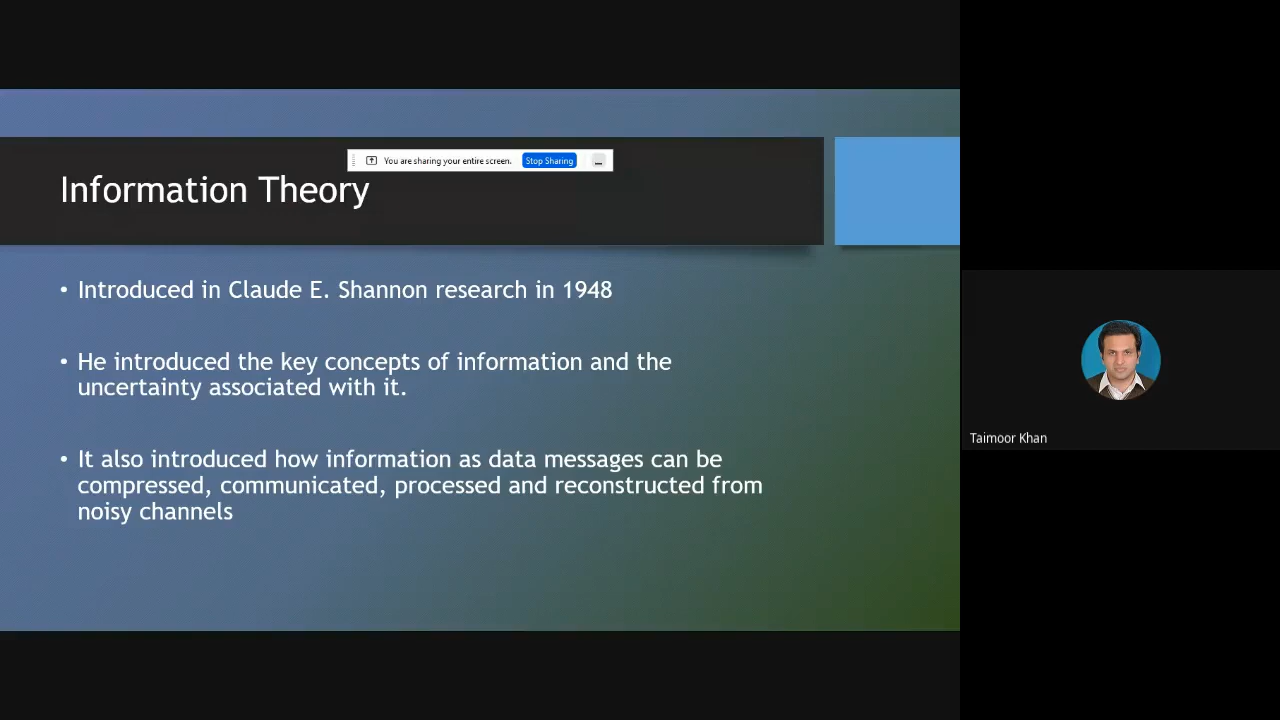 You are sharing your entire screen.
Stop Sharing
Information Theory
• Introduced in Claude E. Shannon research in 1948
• He introduced the key concepts of information and the
uncertainty associated with it.
• It also introduced how information as data messages can be
compressed, communicated, processed and reconstructed from
noisy channels
Taimoor Khan